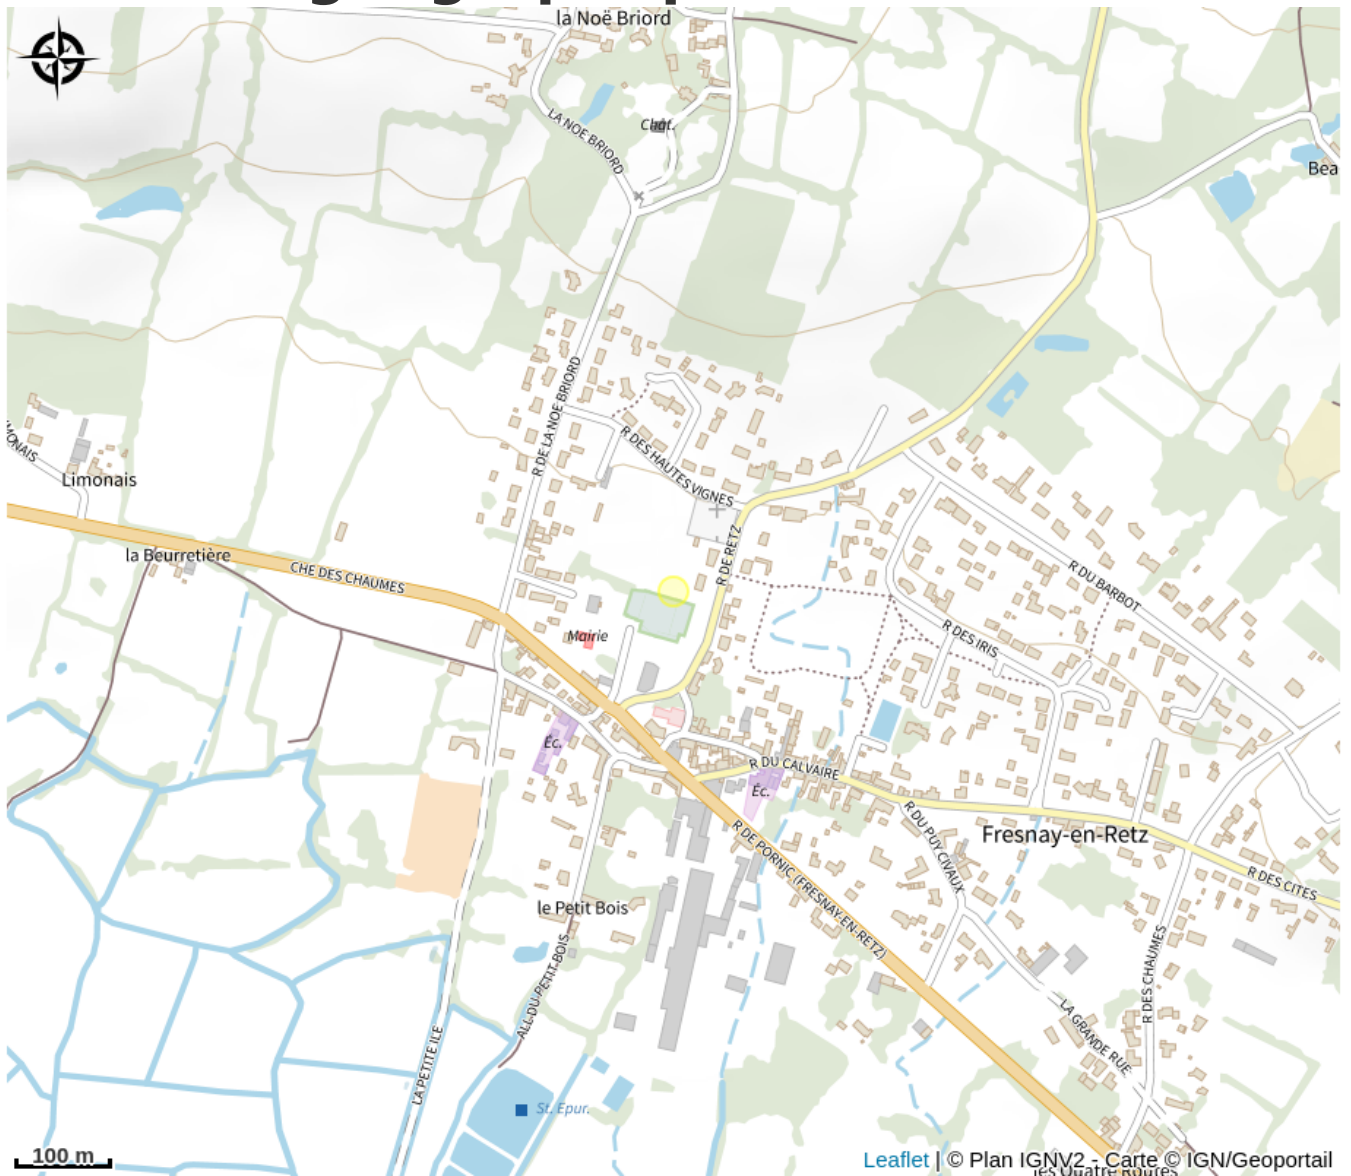 la Noë Briord
LA NOE BRIORD
Chât.
Bea
R DE LA NOE BRIORD
R DES HAUTES VIGNES
Limonais
R DE RETZ
la Beurretière
CHE DES CHAUMES
R DU BARBOT
R DES IRIS
Mairie
Éc.
R DU CALVAIRE
Éc.
R DU PUY CIVAUX
Fresnay-en-Retz
R DE PORNIC (FRESNAY-EN-RETZ)
R DES CITES
le Petit Bois
ALL DU PETIT BOIS
R DES CHAUMES
LA GRANDE RUE
LA PETITE ILE
St. Epur.
100 m
Leaflet | © Plan IGNV2 - Carte © IGN/Geoportail
les Quatre Routes